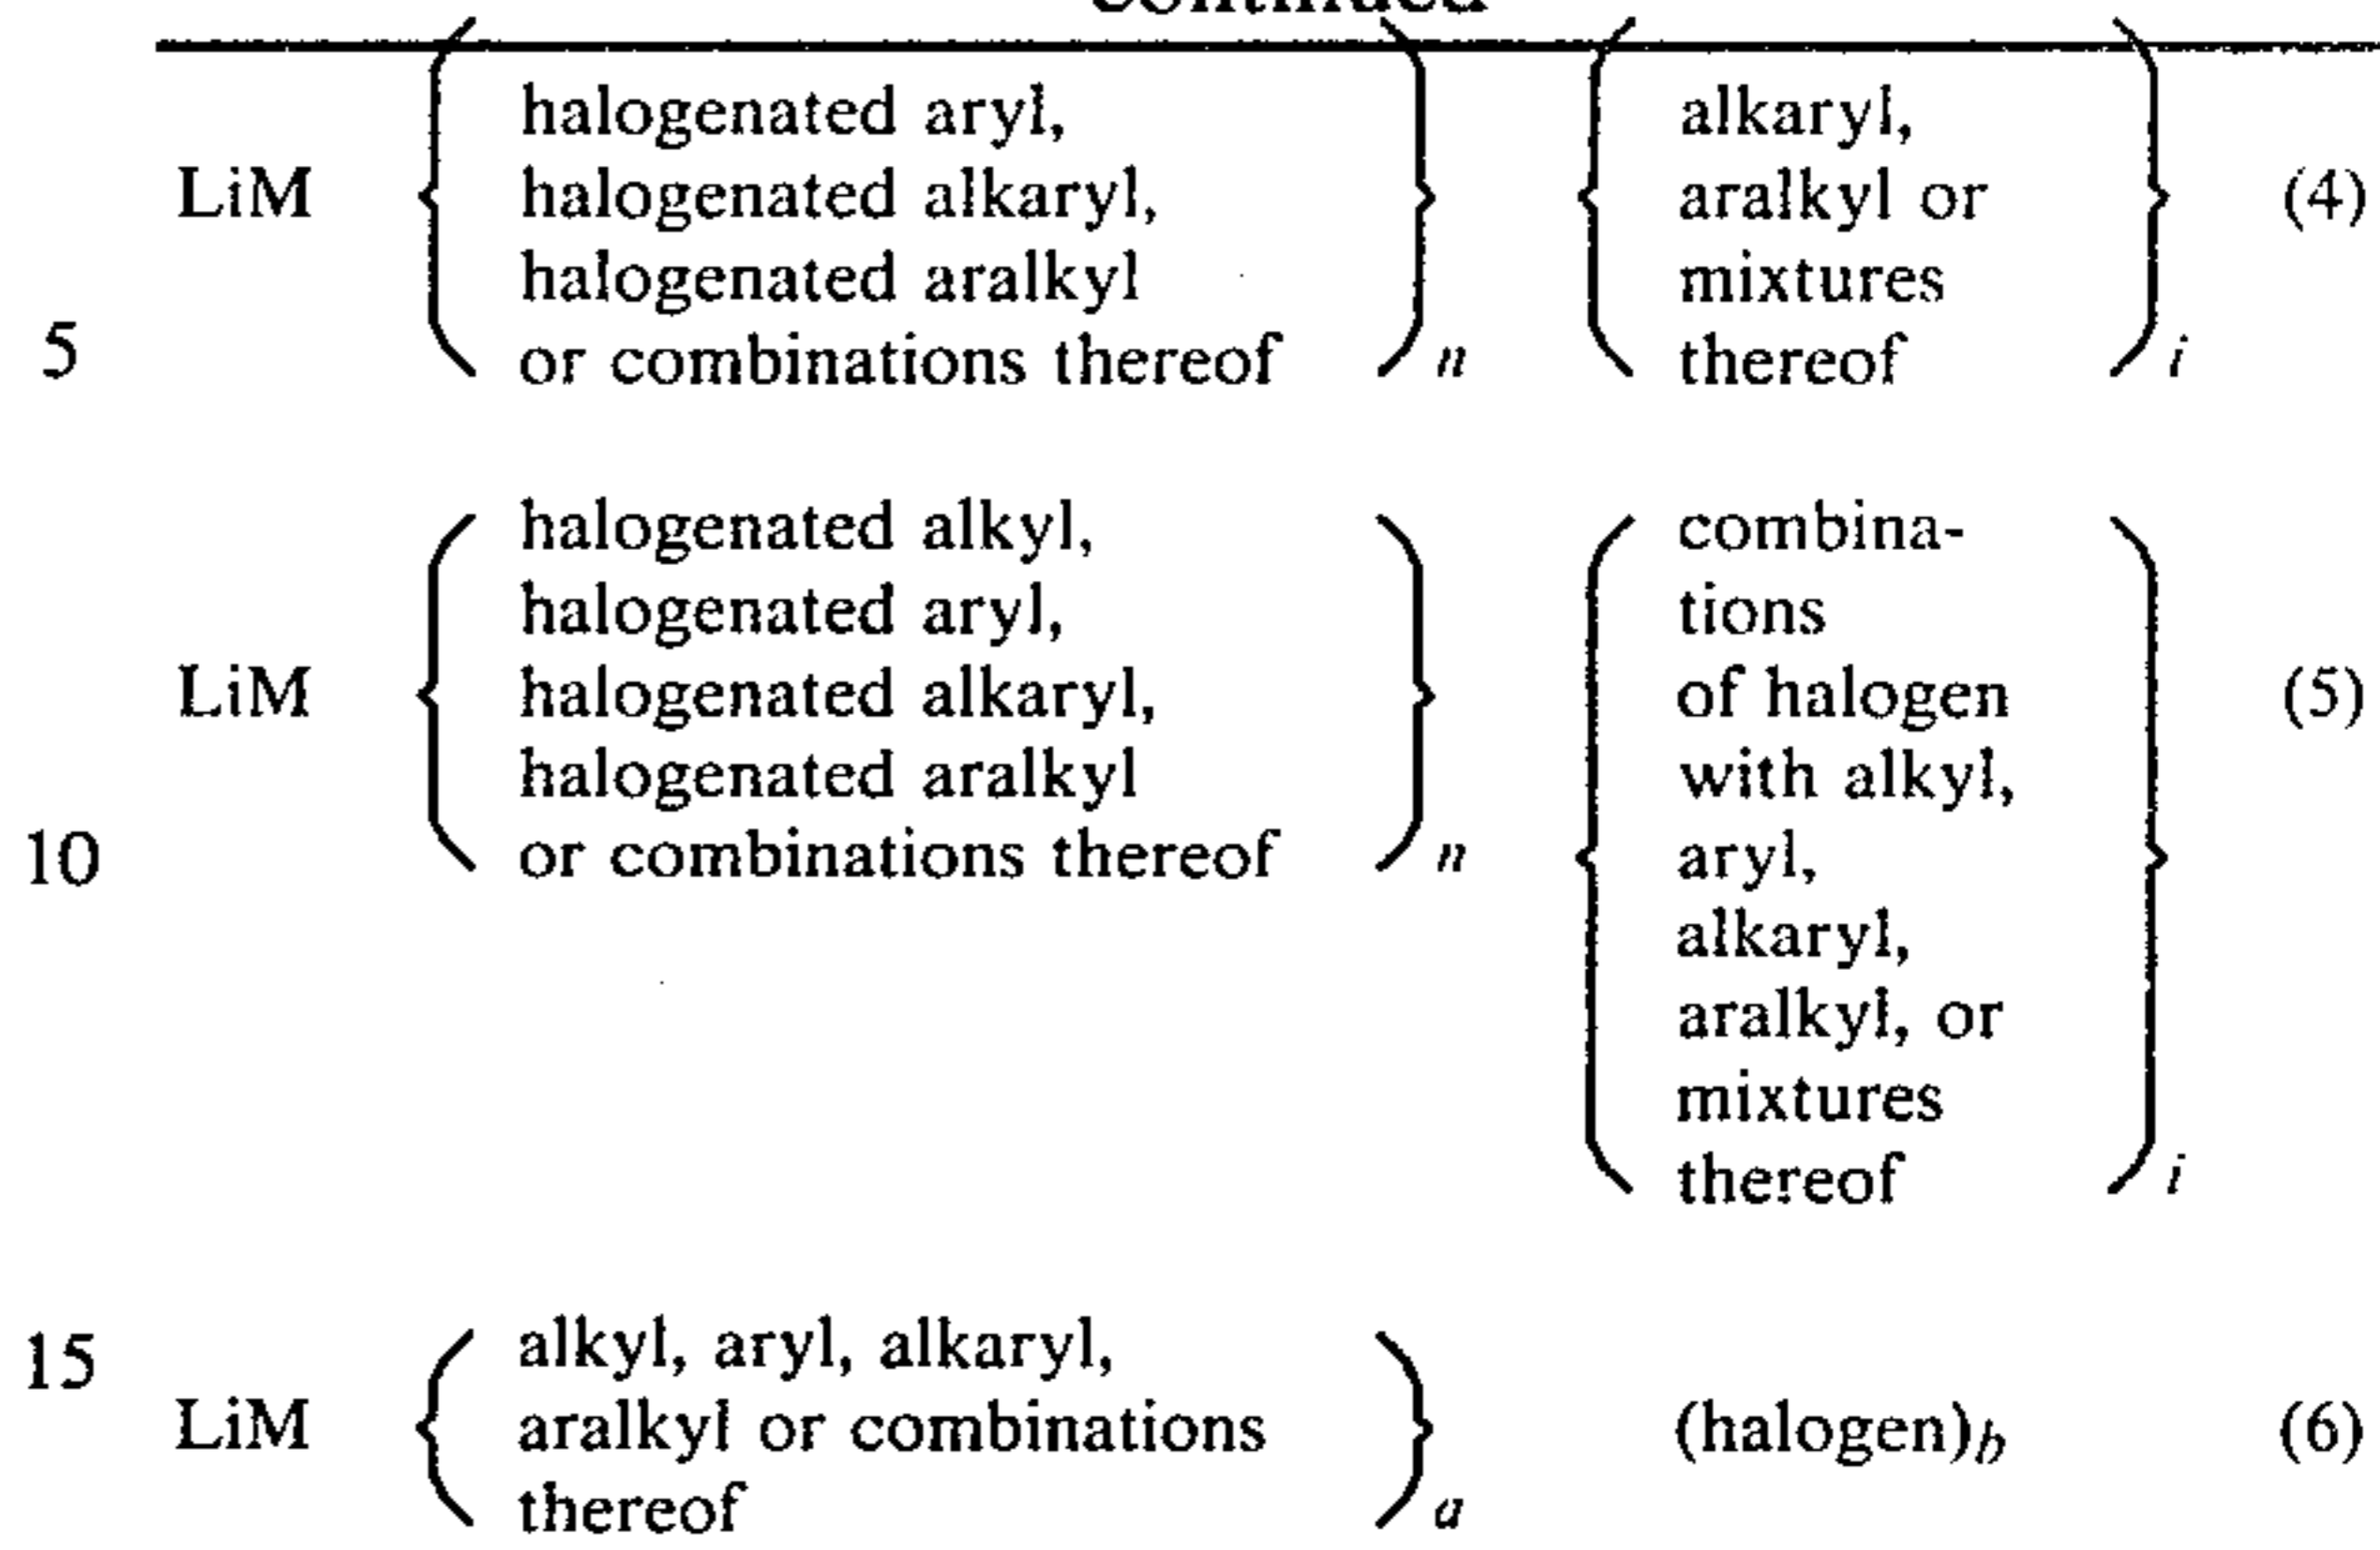 continued
halogenated aryl, alkaryl,
LiM halogenated alkaryl, aralkyl or (4)
halogenated aralkyl mixtures
5 or combinations thereof n thereof i
halogenated alkyl, combina-
halogenated aryl, tions
LiM halogenated alkaryl, of halogen (5)
halogenated aralkyl with alkyl,
10 or combinations thereof n aryl,
alkaryl,
aralkyl, or
mixtures
thereof i
15 alkyl, aryl, alkaryl,
LiM aralkyl or combinations (halogen)b (6)
thereof a